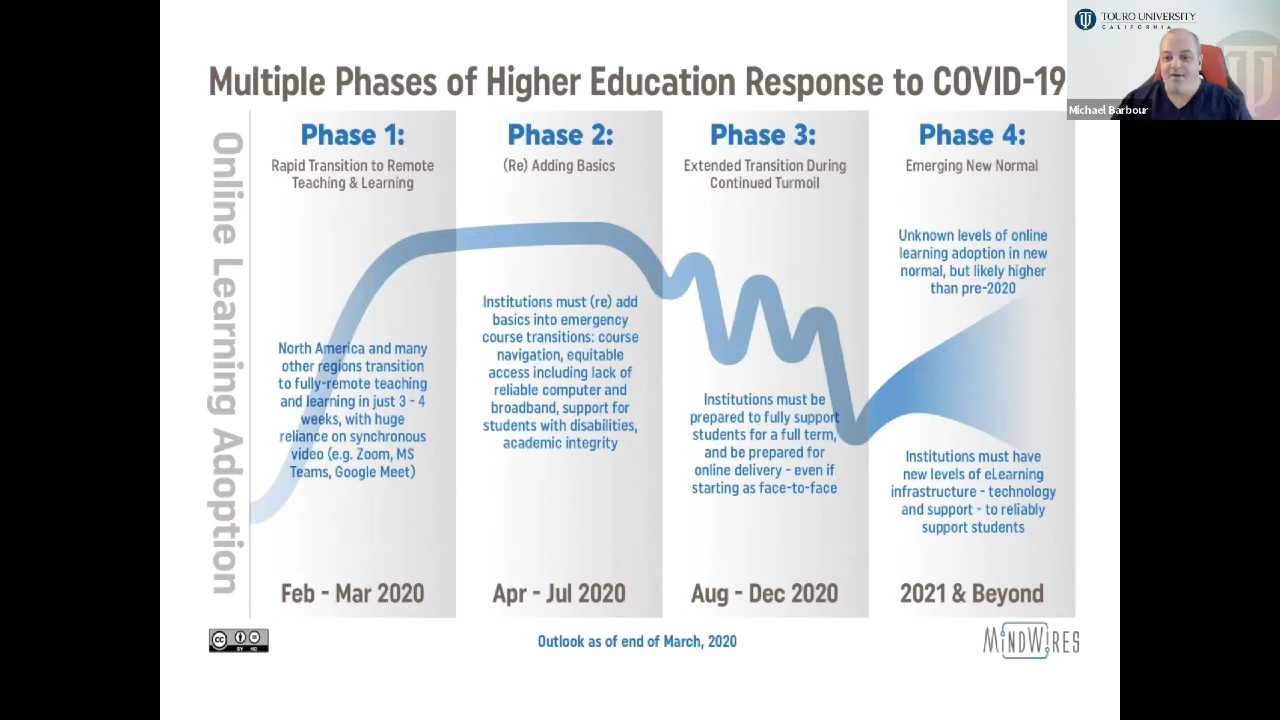 TOURO UNIVERSITY
CALIFORNIA
Michael Barbour
Multiple Phases of Higher Education Response to COVID-19
Online Learning Adoption
Phase 1:
Rapid Transition to Remote
Teaching & Learning
North America and many
other regions transition
to fully-remote teaching
and learning in just 3 - 4
weeks, with huge
reliance on synchronous
video (e.g. Zoom, MS
Teams, Google Meet)
Feb - Mar 2020
Phase 2:
(Re) Adding Basics
Institutions must (re) add
basics into emergency
course transitions: course
navigation, equitable
access including lack of
reliable computer and
broadband, support for
students with disabilities,
academic integrity
Apr - Jul 2020
Phase 3:
Extended Transition During
Continued Turmoil
Institutions must be
prepared to fully support
students for a full term,
and be prepared for
online delivery - even if
starting as face-to-face
Aug - Dec 2020
Phase 4:
Emerging New Normal
Unknown levels of online
learning adoption in new
normal, but likely higher
than pre-2020
Institutions must have
new levels of eLearning
infrastructure - technology
and support - to reliably
support students
2021 & Beyond
cc
BY NC
Outlook as of end of March, 2020
MINDWIRES